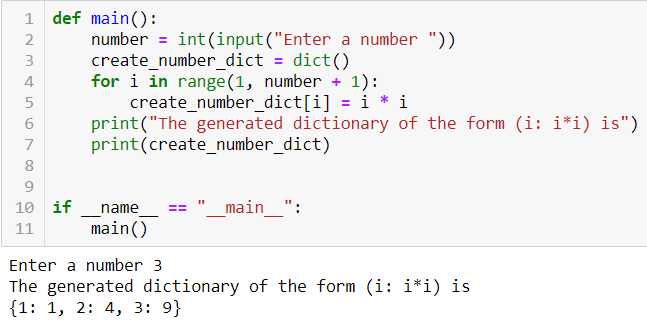 1 def main():
2     number = int(input("Enter a number "))
3     create_number_dict = dict()
4     for i in range(1, number + 1):
5         create_number_dict[i] = i * i
6     print("The generated dictionary of the form (i: i*i) is")
7     print(create_number_dict)
8
9
10 if __name__ == "__main__":
11     main()
Enter a number 3
The generated dictionary of the form (i: i*i) is
{1: 1, 2: 4, 3: 9}